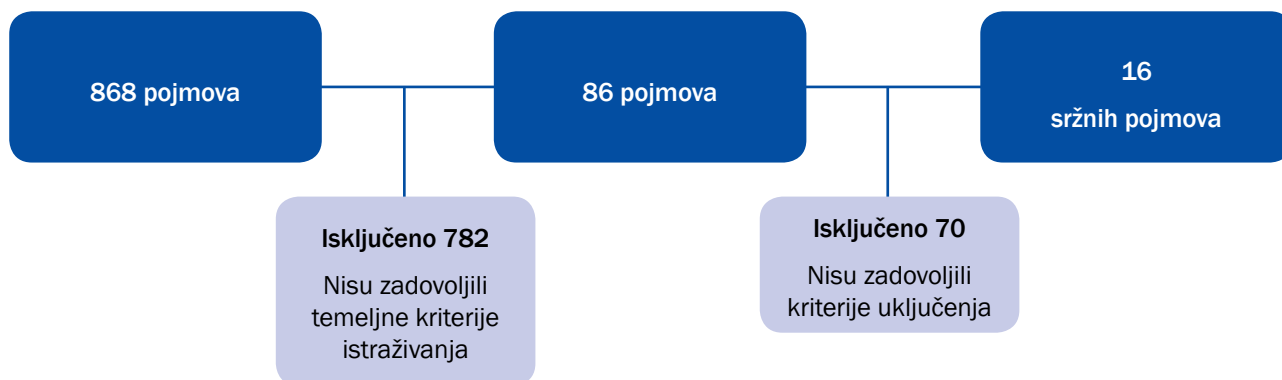 868 pojmova
86 pojmova
16
sržnih pojmova
Isključeno 782
Nisu zadovoljili
temeljne kriterije
istraživanja
Isključeno 70
Nisu zadovoljili
kriterije uključenja